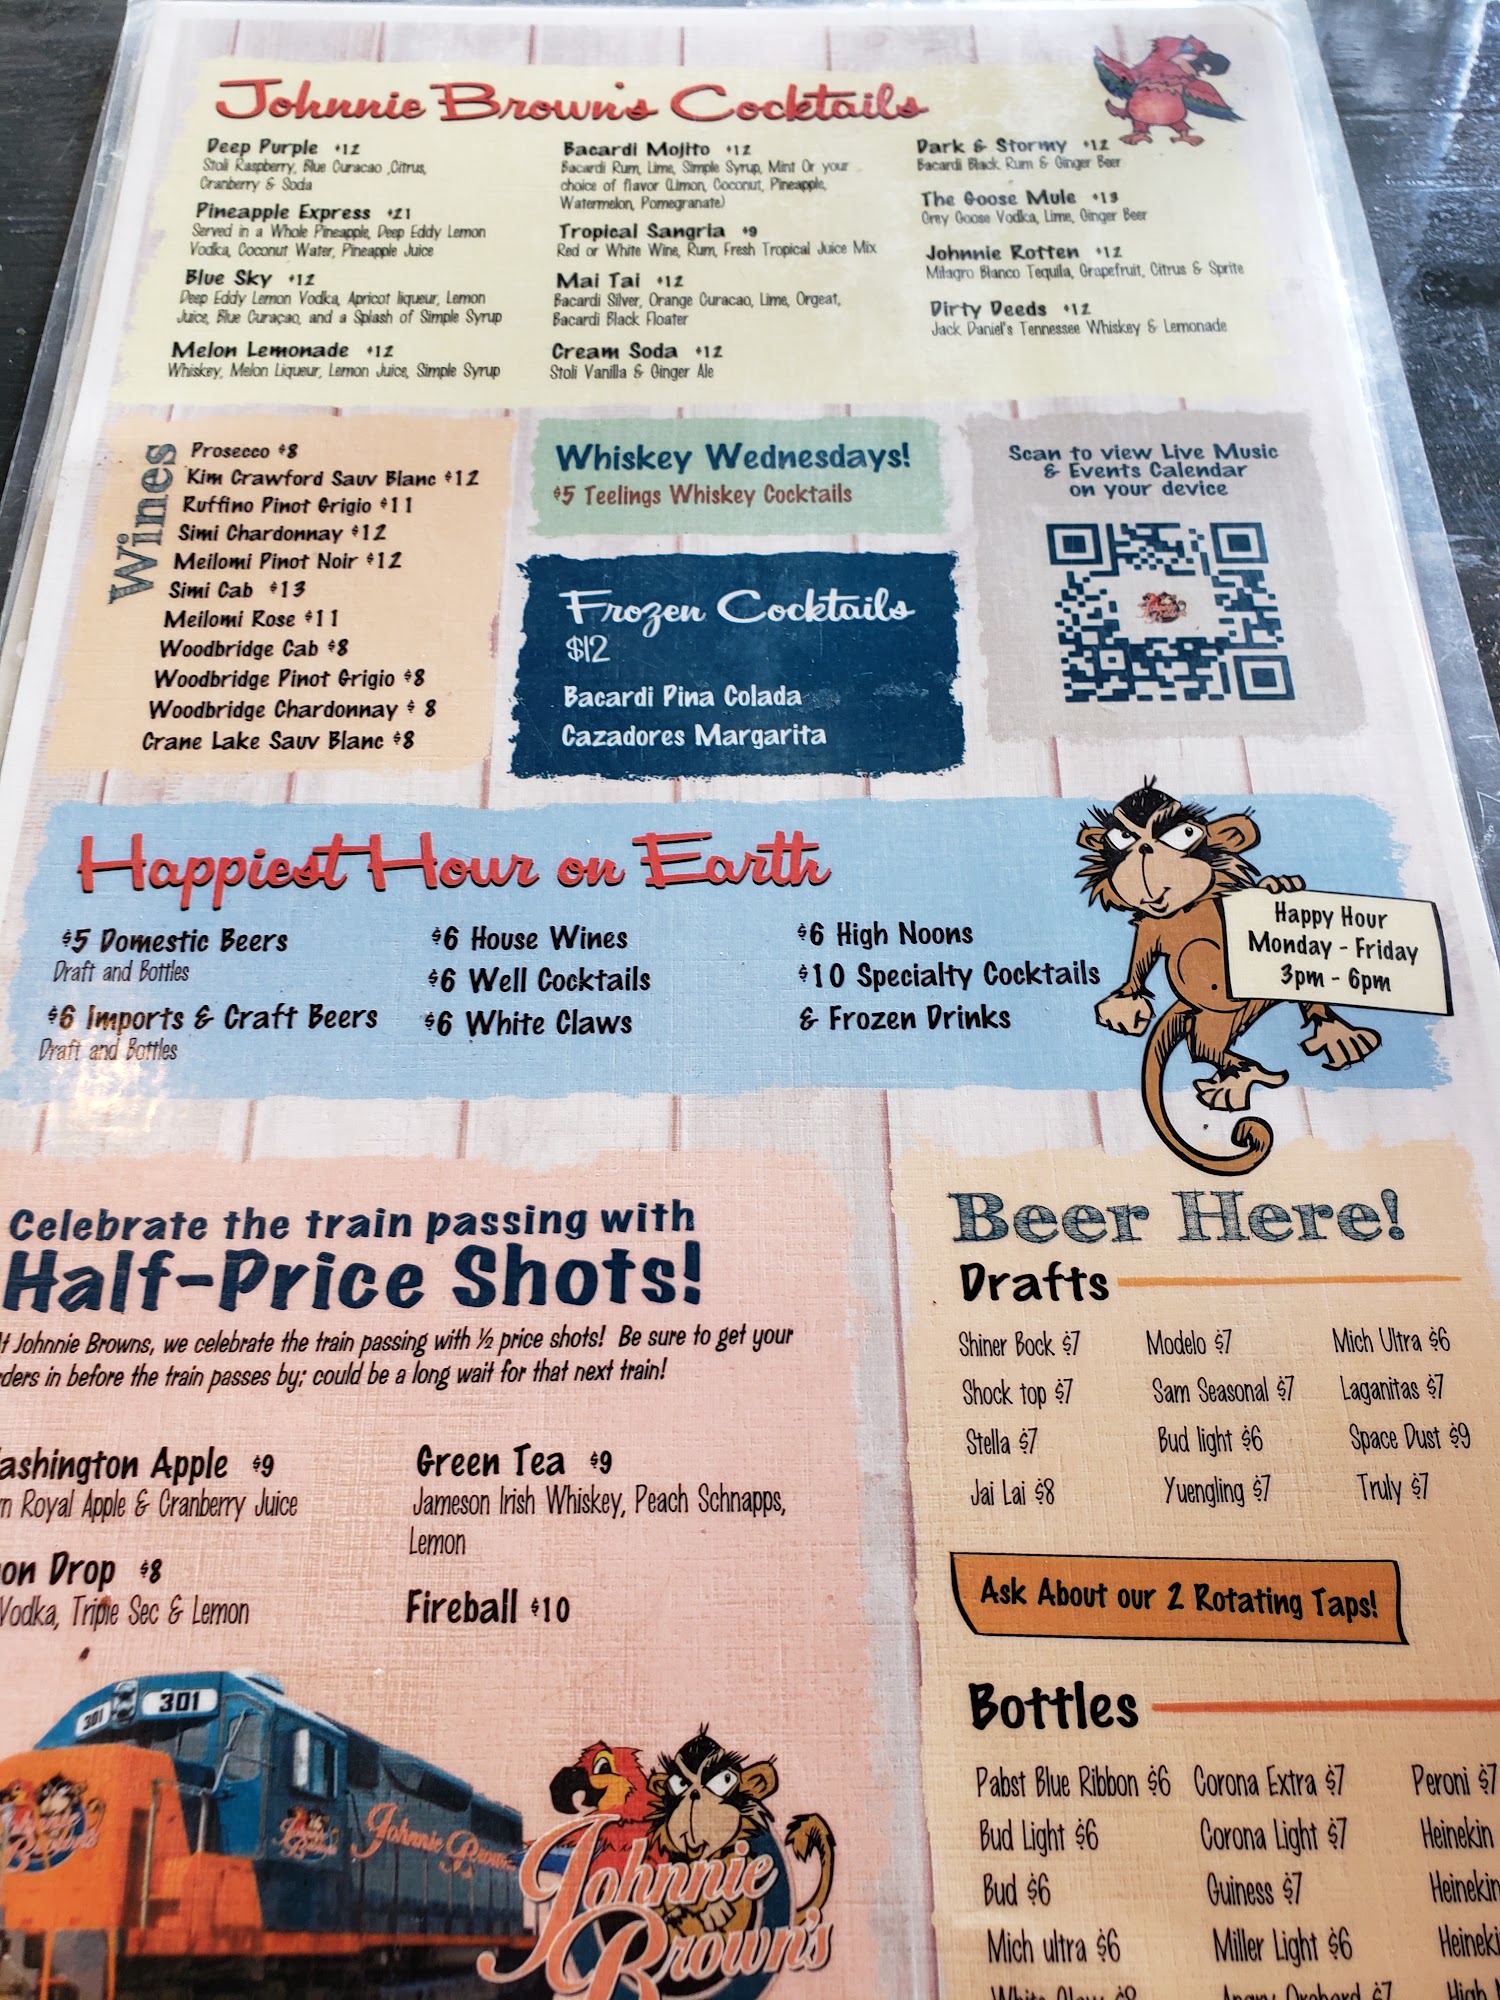 Johnnie Brown's Cocktails
Deep Purple $12
Stoli Raspberry, Blue Curacao ,Citrus,
Cranberry & Soda
Pineapple Express $21
Served in a Whole Pineapple, Deep Eddy Lemon
Vodka, Coconut Water, Pineapple Juice
Blue Sky $12
Deep Eddy Lemon Vodka, Apricot liqueur, Lemon
Juice, Blue Curaçao, and a Splash of Simple Syrup
Melon Lemonade $12
Whiskey, Melon Liqueur, Lemon Juice, Simple Syrup
Bacardi Mojito $12
Bacardi Rum, Lime, Simple Syrup, Mint Or your
choice of flavor (Limon, Coconut, Pineapple,
Watermelon, Pomegranate)
Tropical Sangria $9
Red or White Wine, Rum, Fresh Tropical Juice Mix
Mai Tai $12
Bacardi Silver, Orange Curacao, Lime, Orgeat,
Bacardi Black Floater
Cream Soda $12
Stoli Vanilla & Ginger Ale
Dark & Stormy $12
Bacardi Black Rum & Ginger Beer
The Goose Mule $13
Grey Goose Vodka, Lime, Ginger Beer
Johnnie Rotten $12
Milagro Blanco Tequila, Grapefruit, Citrus & Sprite
Dirty Deeds $12
Jack Daniel's Tennessee Whiskey & Lemonade
Wines
Prosecco $8
Kim Crawford Sauv Blanc $12
Ruffino Pinot Grigio $11
Simi Chardonnay $12
Meilomi Pinot Noir $12
Simi Cab $13
Meilomi Rose $11
Woodbridge Cab $8
Woodbridge Pinot Grigio $8
Woodbridge Chardonnay $ 8
Crane Lake Sauv Blanc $8
Whiskey Wednesdays!
$5 Teelings Whiskey Cocktails
Frozen Cocktails
$12
Bacardi Pina Colada
Cazadores Margarita
Scan to view Live Music
& Events Calendar
on your device
Happiest Hour on Earth
$5 Domestic Beers
Draft and Bottles
$6 Imports & Craft Beers
Draft and Bottles
$6 House Wines
$6 Well Cocktails
$6 White Claws
$6 High Noons
$10 Specialty Cocktails
& Frozen Drinks
Happy Hour
Monday - Friday
3pm - 6pm
Celebrate the train passing with
Half-Price Shots!
At Johnnie Browns, we celebrate the train passing with ½ price shots! Be sure to get your
ders in before the train passes by; could be a long wait for that next train!
ashington Apple $9
n Royal Apple & Cranberry Juice
on Drop $8
Vodka, Triple Sec & Lemon
Green Tea $9
Jameson Irish Whiskey, Peach Schnapps,
Lemon
Fireball $10
301
301
Johnnie Brown
Johnnie
Brown's
Beer Here!
Drafts
Shiner Bock $7 Modelo $7 Mich Ultra $6
Shock top $7 Sam Seasonal $7 Laganitas $7
Stella $7 Bud light $6 Space Dust $9
Jai Lai $8 Yuengling $7 Truly $7
Ask About our 2 Rotating Taps!
Bottles
Pabst Blue Ribbon $6 Corona Extra $7 Peroni $7
Bud Light $6 Corona Light $7 Heinekin
Bud $6 Guiness $7 Heinekin
Mich ultra $6 Miller Light $6 Heineki
Angry Orchard $7 High